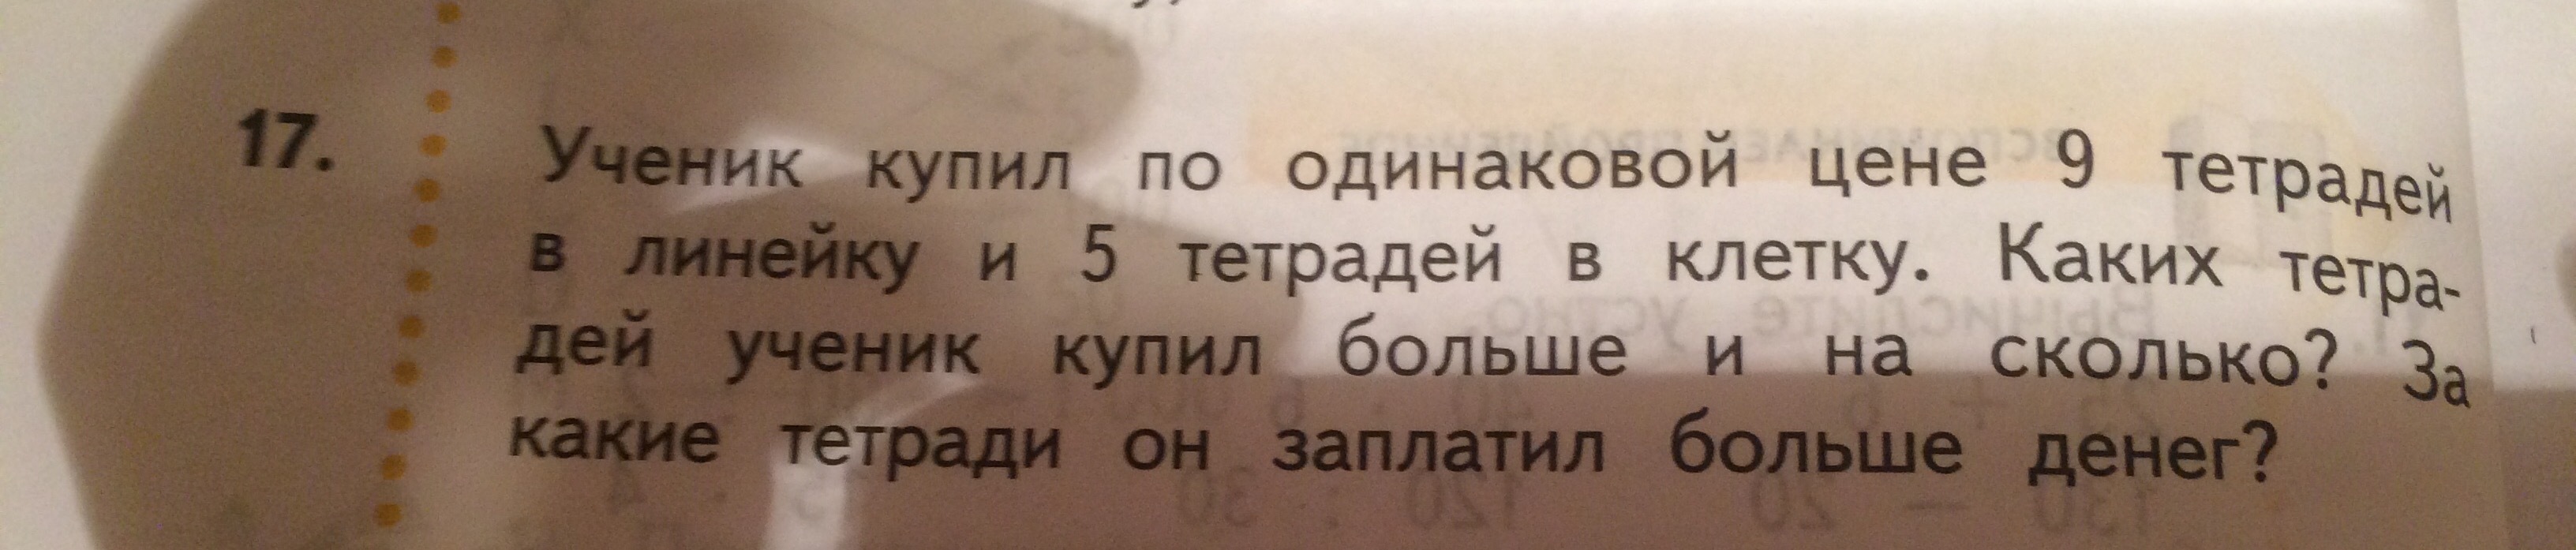 17. Ученик купил по одинаковой цене 9 тетрадей
в линейку и 5 тетрадей в клетку. Каких тетра-
дей ученик купил больше и на сколько? За
какие тетради он заплатил больше денег?